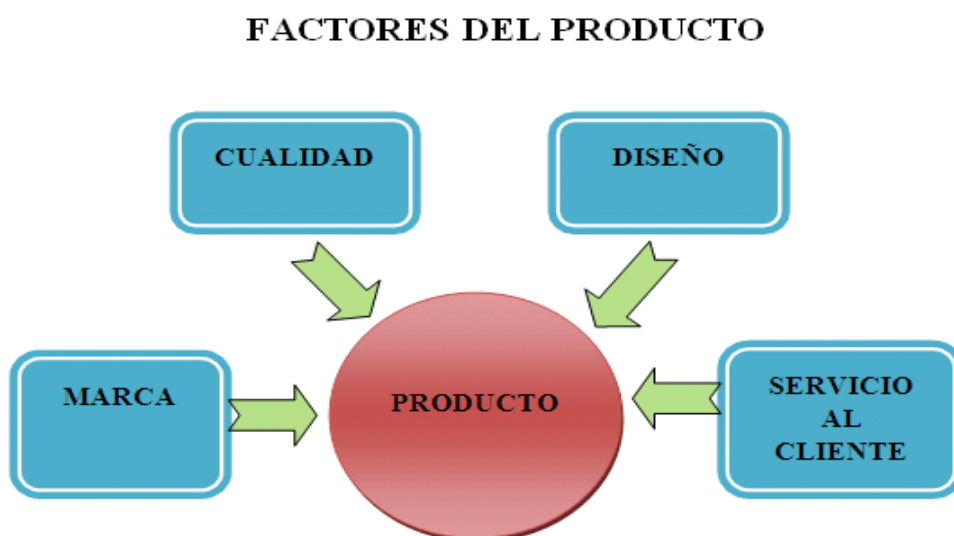 FACTORES DEL PRODUCTO
CUALIDAD
DISEÑO
MARCA
PRODUCTO
SERVICIO
AL
CLIENTE